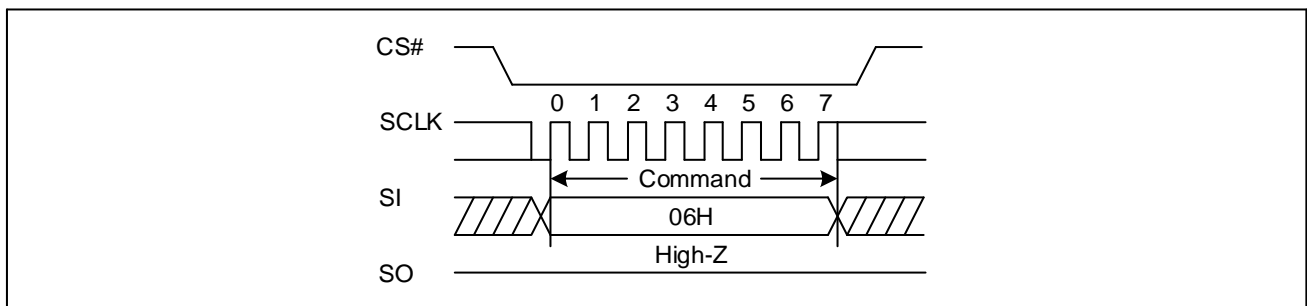 CS#
0 1 2 3 4 5 6 7
SCLK
Command
SI
06H
High-Z
SO